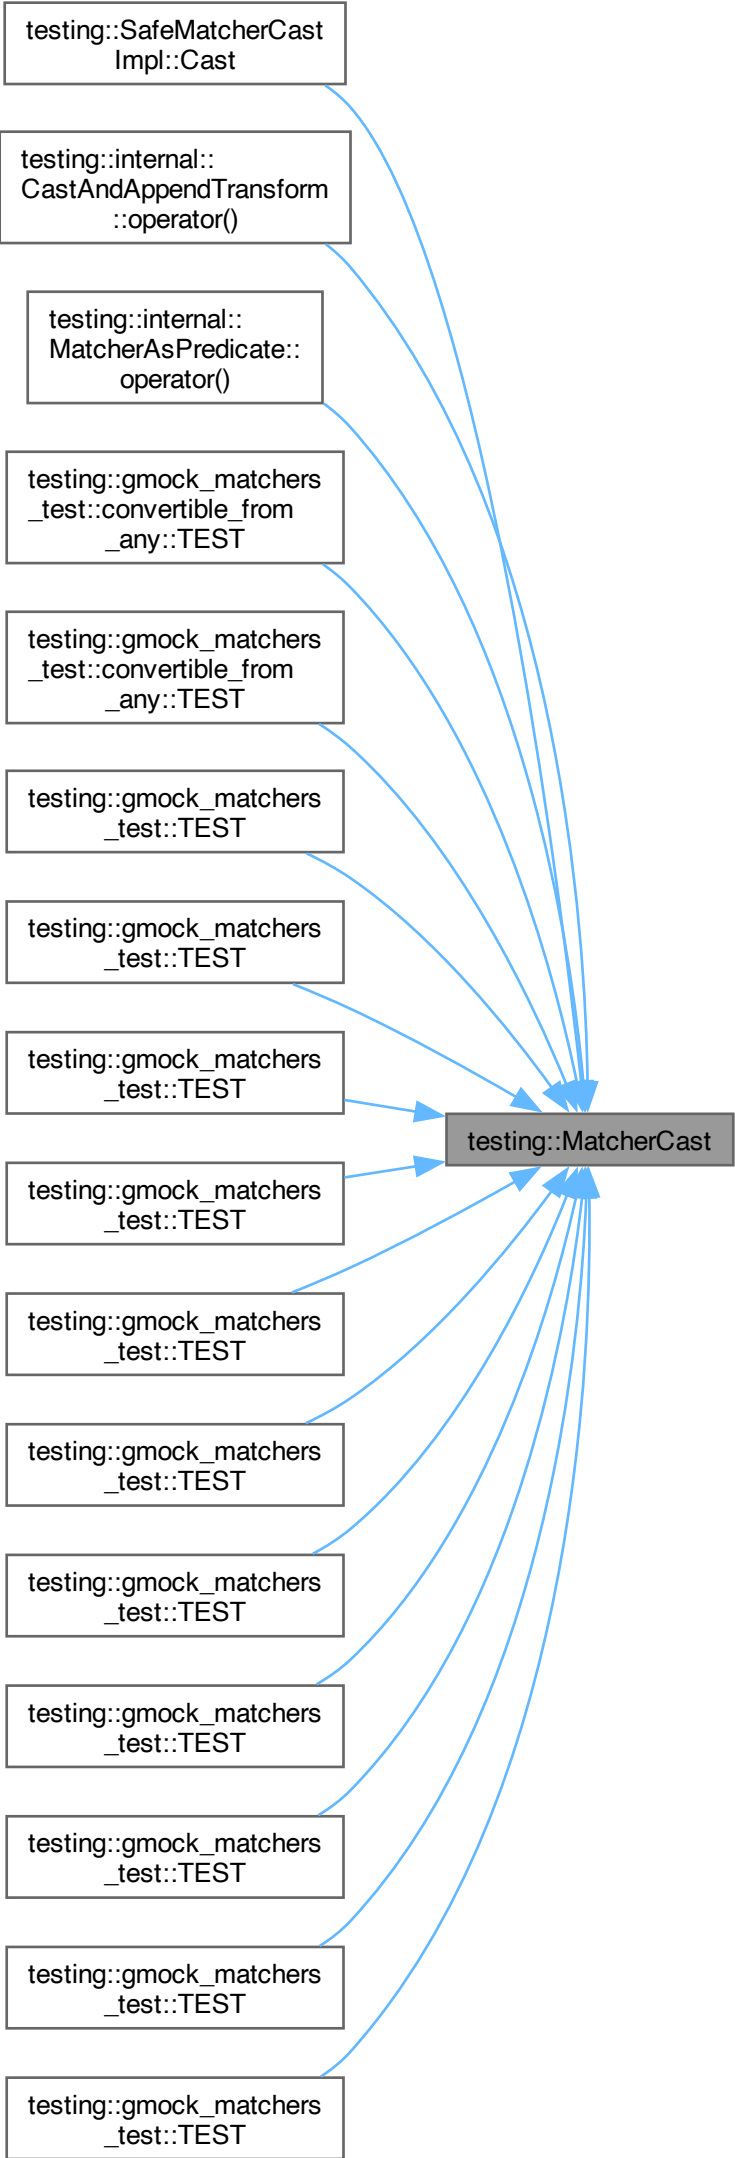 testing::SafeMatcherCast
Impl::Cast
testing::internal::
CastAndAppendTransform
::operator()
testing::internal::
MatcherAsPredicate::
operator()
testing::gmock_matchers
_test::convertible_from
_any::TEST
testing::gmock_matchers
_test::convertible_from
_any::TEST
testing::gmock_matchers
_test::TEST
testing::gmock_matchers
_test::TEST
testing::gmock_matchers
_test::TEST
testing::MatcherCast
testing::gmock_matchers
_test::TEST
testing::gmock_matchers
_test::TEST
testing::gmock_matchers
_test::TEST
testing::gmock_matchers
_test::TEST
testing::gmock_matchers
_test::TEST
testing::gmock_matchers
_test::TEST
testing::gmock_matchers
_test::TEST
testing::gmock_matchers
_test::TEST